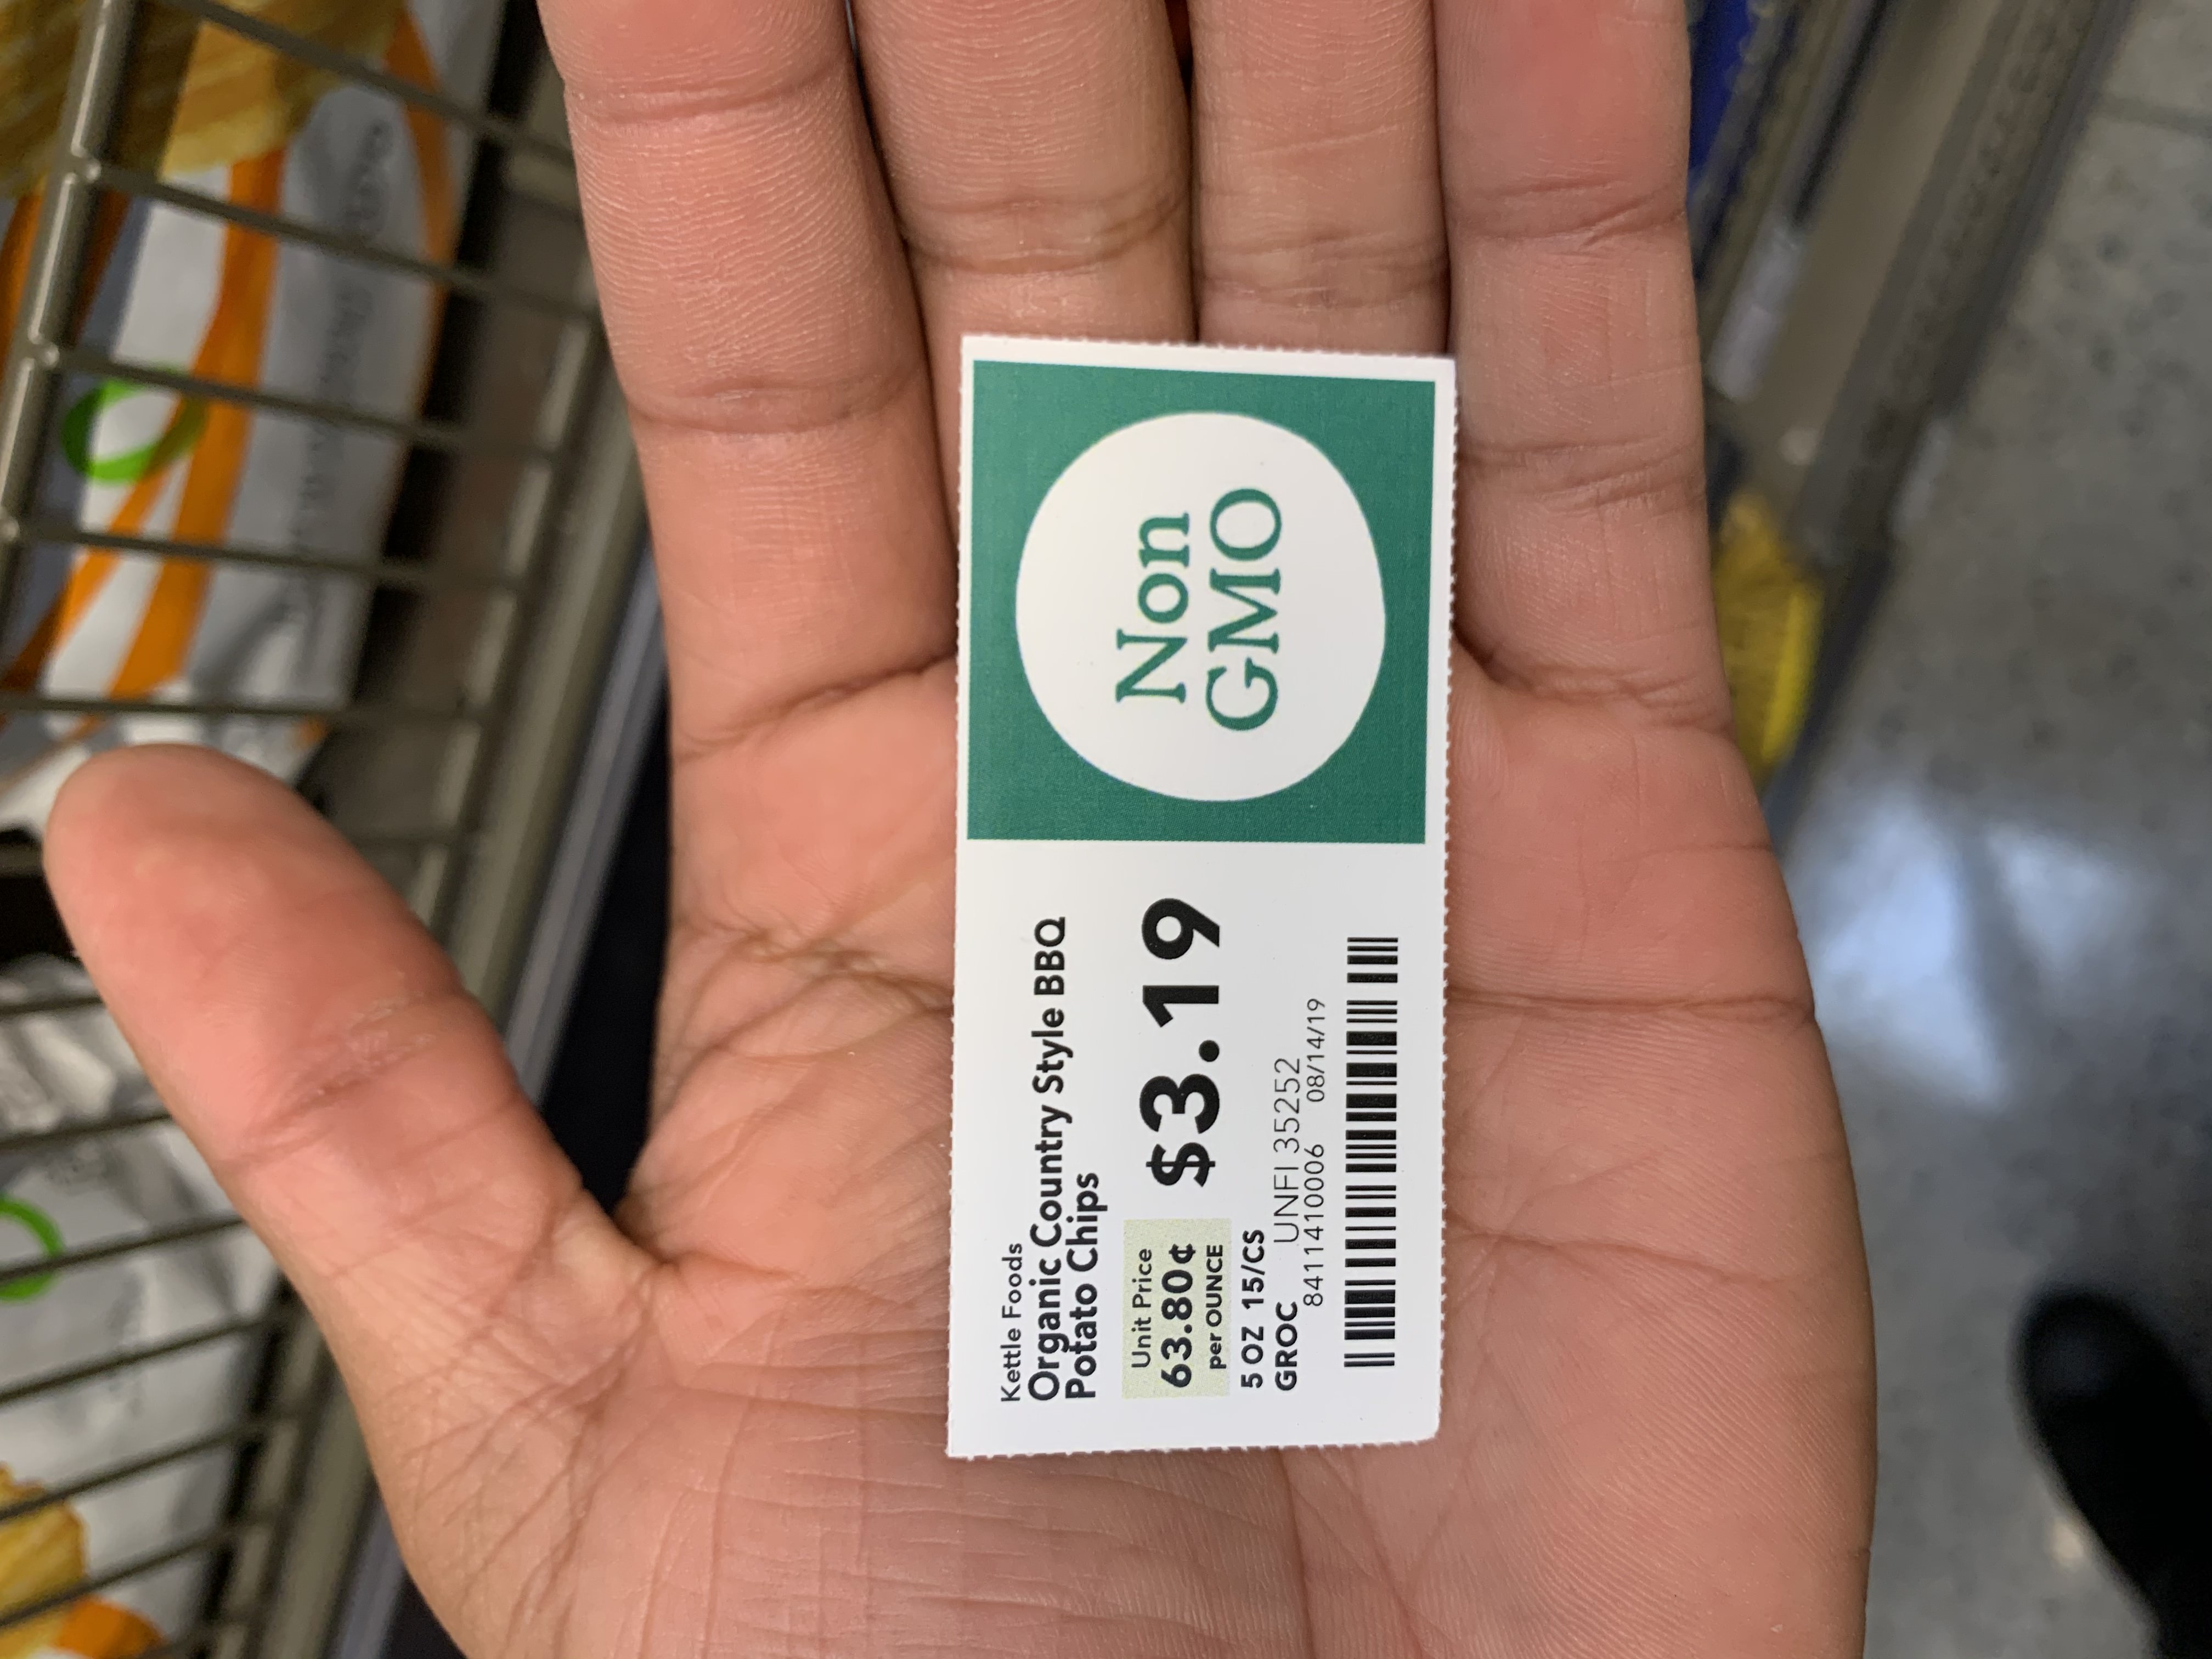 Kettle Foods
Organic Country Style BBQ
Potato Chips
Unit Price
63.80¢
per OUNCE
$3.19
5 OZ 15/CS
GROC UNFI 35252
8411410006 08/14/19
Non
GMO